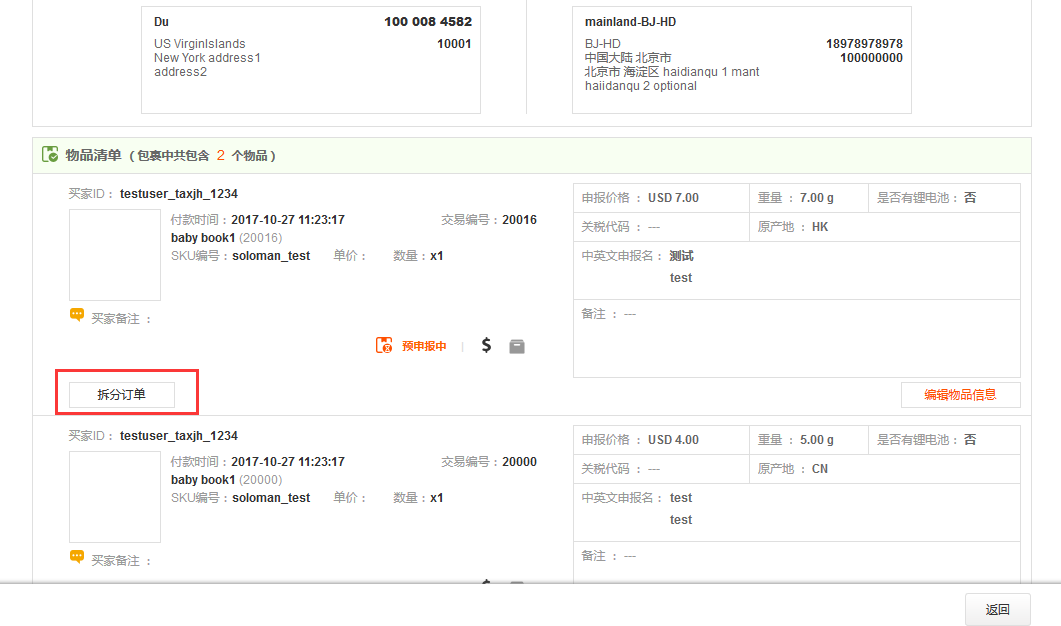 Du 100 008 4582
US VirginIslands 10001
New York address1
address2
mainland-BJ-HD
BJ-HD 18978978978
中国大陆 北京市 100000000
北京市 海淀区 haidianqu 1 mant
haiidanqu 2 optional
物品清单 ( 包裹中共包含 2 个物品 )
买家ID： testuser_taxjh_1234
付款时间：2017-10-27 11:23:17 交易编号：20016
baby book1 (20016)
SKU编号：soloman_test 单价： 数量：x1
买家备注 ：
预申报中 | $
拆分订单
申报价格 ： USD 7.00 重量 ： 7.00 g 是否有锂电池： 否
关税代码 ： --- 原产地 ： HK
中英文申报名： 测试
test
备注 ： ---
编辑物品信息
买家ID： testuser_taxjh_1234
付款时间：2017-10-27 11:23:17 交易编号：20000
baby book1 (20000)
SKU编号：soloman_test 单价： 数量：x1
买家备注 ：
申报价格 ： USD 4.00 重量 ： 5.00 g 是否有锂电池： 否
关税代码 ： --- 原产地 ： CN
中英文申报名： test
test
备注 ： ---
返回